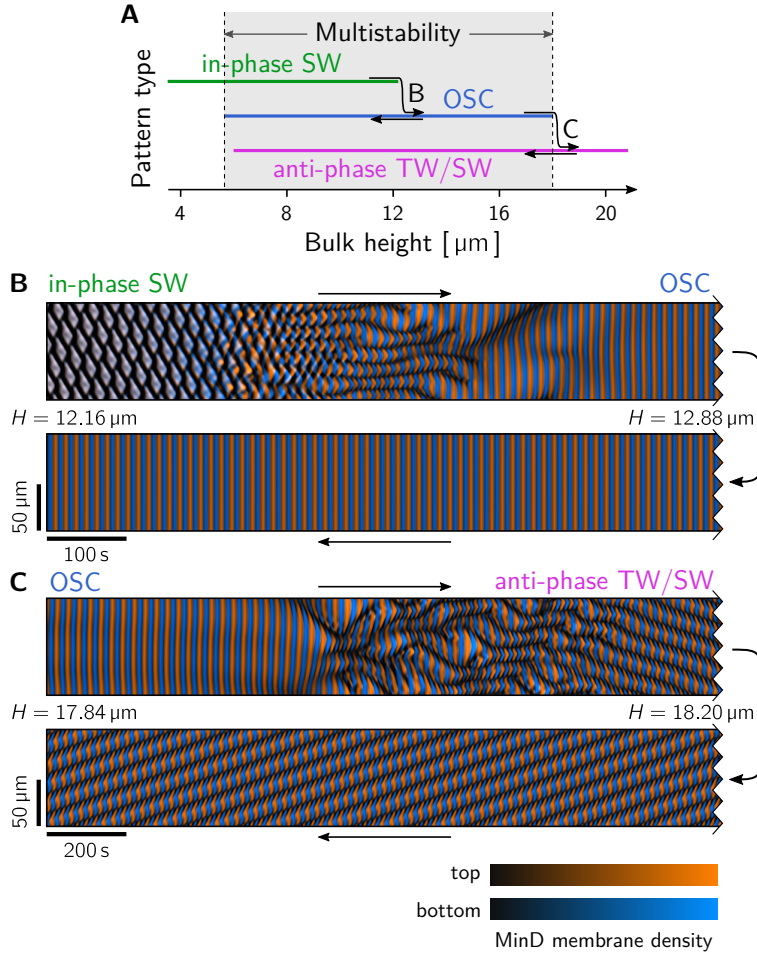 A
Multistability
in-phase SW
B
OSC
C
anti-phase TW/SW
Pattern type
4 8 12 16 20
Bulk height [µm]
B in-phase SW OSC
H = 12.16 µm H = 12.88 µm
50 µm
100 s
C OSC anti-phase TW/SW
H = 17.84 µm H = 18.20 µm
50 µm
200 s
top
bottom
MinD membrane density